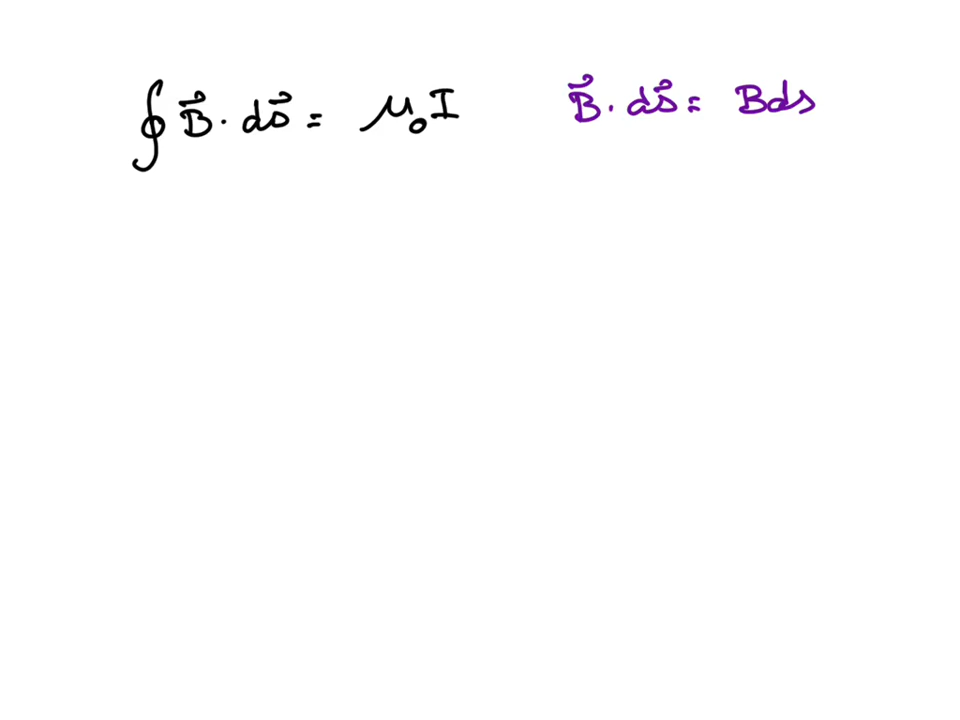 ∮ B⃗ · ds⃗ = μ₀I
B⃗ · ds⃗ = Bds